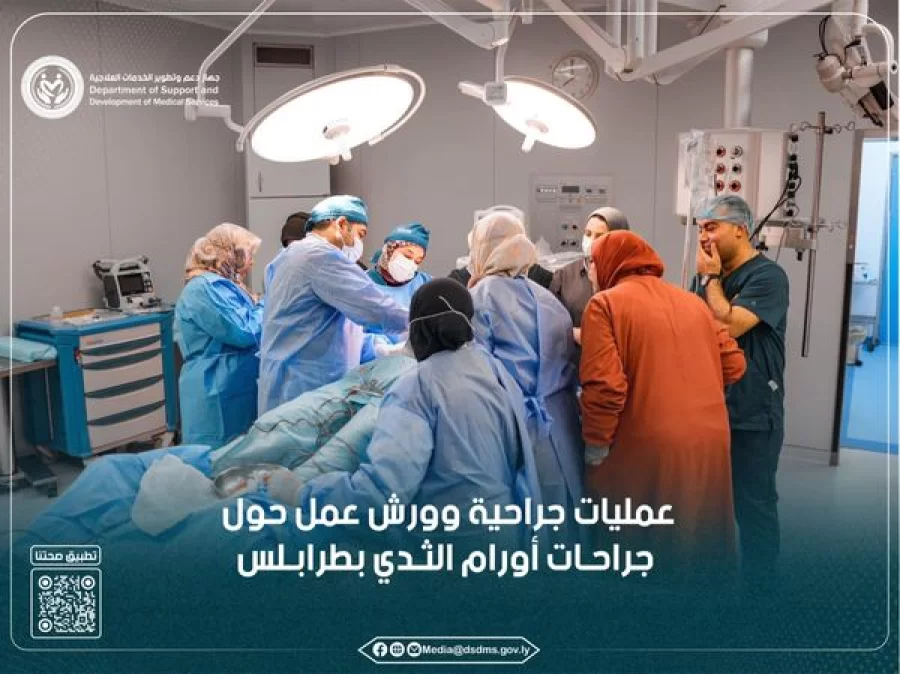 جهاز دعم وتطوير الخدمات العلاجية
Department of Support and
Development of Medical Services
عمليات جراحية وورش عمل حول
جراحات أورام الثدي بطرابلس
تطبيق صحتنا
Media@dsdms.gov.ly